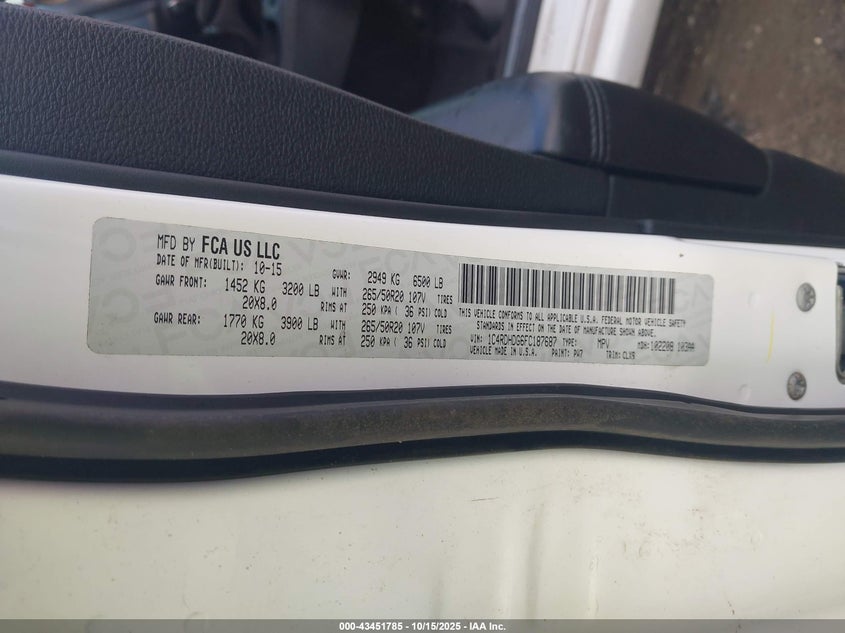 MFD BY FCA US LLC
DATE OF MFR(BUILT): 10-15 GVWR: 2949 KG 6500 LB
GAWR FRONT: 1452 KG 3200 LB WITH 265/50R20 107V TIRES
20X8.0 RIMS AT 250 KPA ( 36 PSI) COLD
GAWR REAR: 1770 KG 3900 LB WITH 265/50R20 107V TIRES
20X8.0 RIMS AT 250 KPA ( 36 PSI) COLD
THIS VEHICLE CONFORMS TO ALL APPLICABLE U.S.A. FEDERAL MOTOR VEHICLE SAFETY
STANDARDS IN EFFECT ON THE DATE OF MANUFACTURE SHOWN ABOVE.
VIN: 1C4RDHDG6FC187687 TYPE: MPV MDH: 102208 103AA
VEHICLE MADE IN U.S.A. PAINT: PW7 TRIM: CLX9
000-43451785 - 10/15/2025 - IAA Inc.